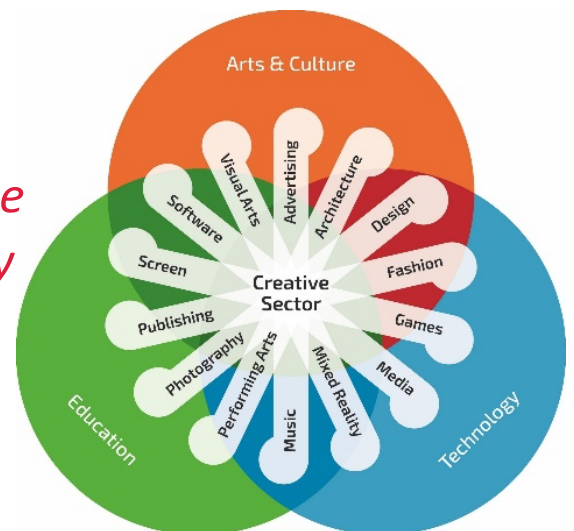 Arts & Culture
Advertising
Architecture
Design
Fashion
Games
Media
Mixed Reality
Music
Performing Arts
Photography
Publishing
Screen
Software
Visual Arts
Creative
Sector
Education
Technology
e
y